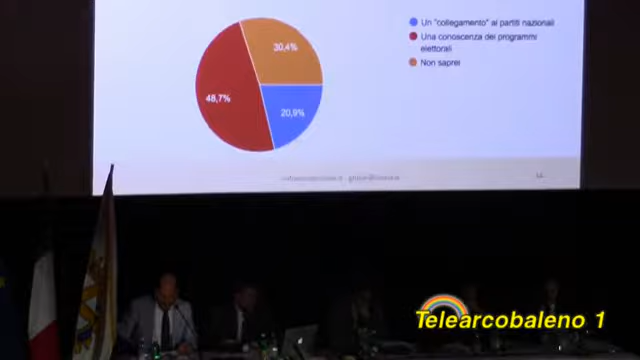 30,4%
48,7%
20,9%
Un "collegamento" ai partiti nazionali
Una conoscenza dei programmi
elettorali
Non saprei
Telearcobaleno 1